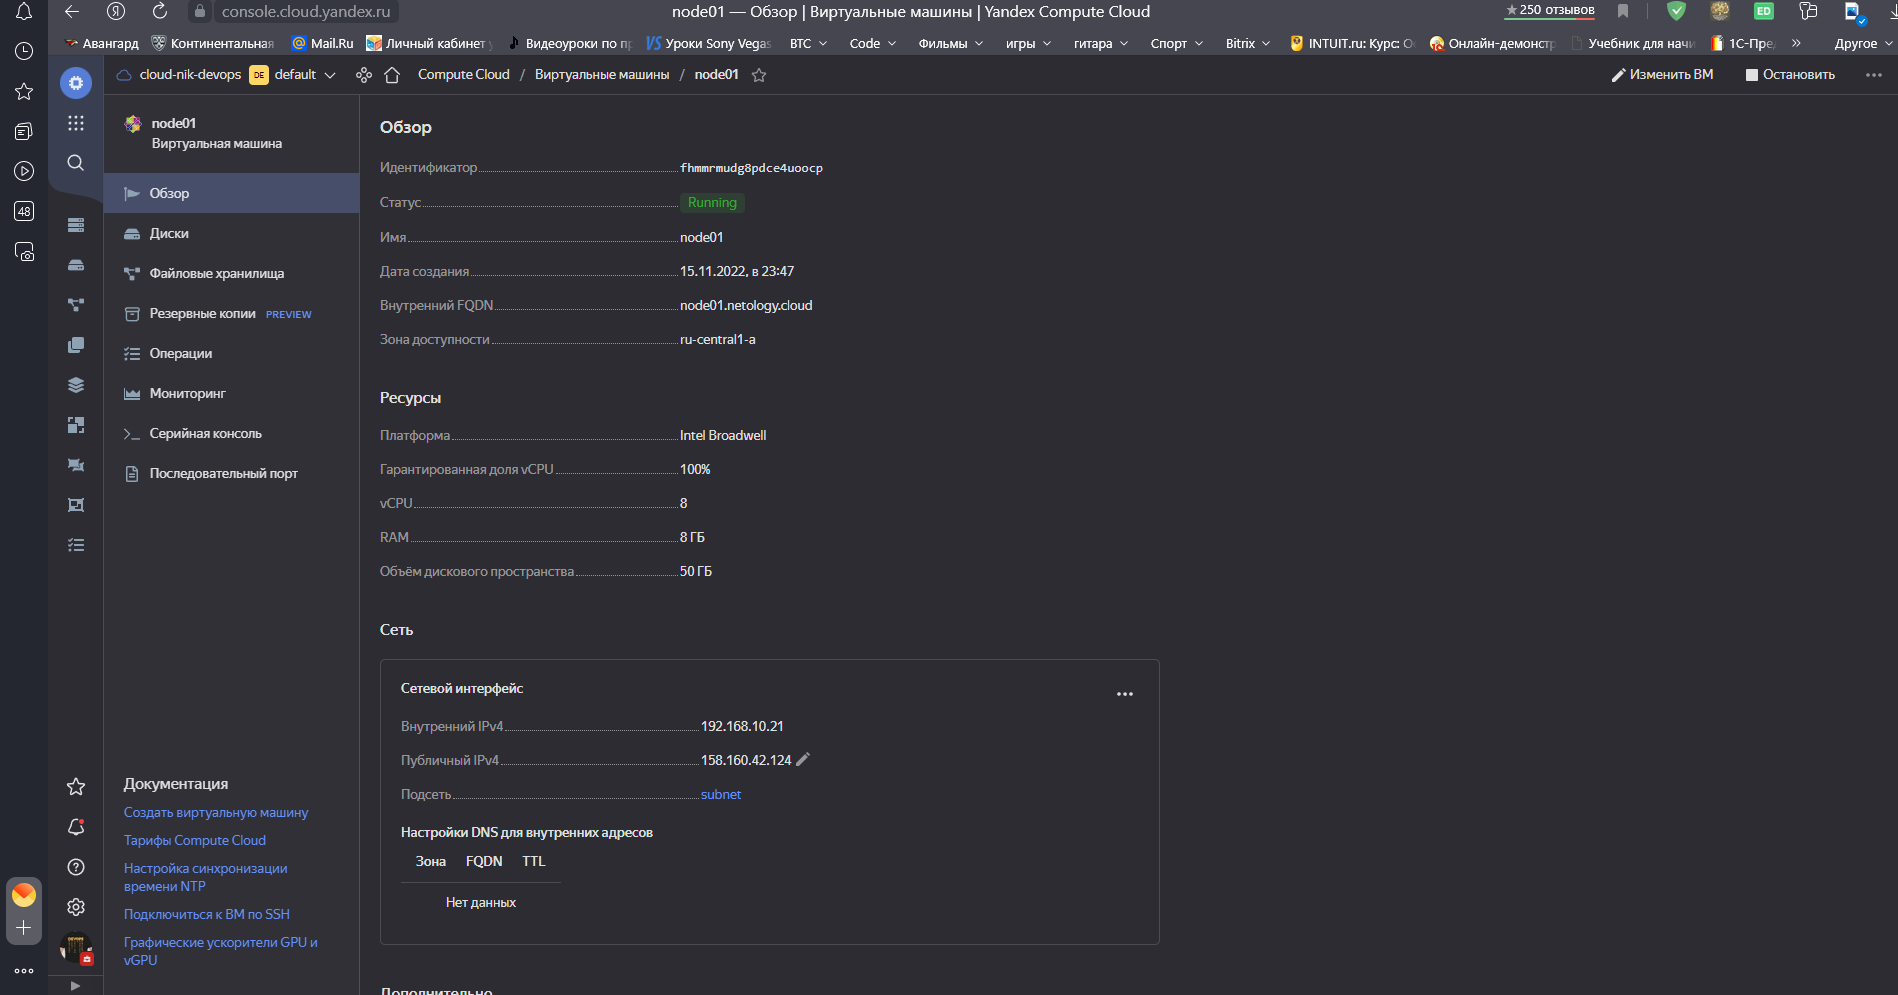 console.cloud.yandex.ru
node01 — Обзор | Виртуальные машины | Yandex Compute Cloud
★ 250 отзывов
ED
Авангард
Континентальная
Mail.Ru
Личный кабинет
Видеоуроки по
Уроки Sony Vegas
ВТС
Code
Фильмы
игры
гитара
Спорт
Bitrix
INTUIT.ru: Курс:
Онлайн-демонст
Учебник для
1С-Пре
»
Другое
cloud-nik-devops
DE
default
Compute Cloud / Виртуальные машины / node01
Изменить ВМ
Остановить
48
node01
Виртуальная машина
Обзор
Диски
Файловые хранилища
Резервные копии PREVIEW
Операции
Мониторинг
Серийная консоль
Последовательный порт
Документация
Создать виртуальную машину
Тарифы Compute Cloud
Настройка синхронизации
времени NTP
Подключиться к ВМ по SSH
Графические ускорители GPU и
vGPU
Обзор
Идентификатор fhmmrmudg8pdce4uoocp
Статус Running
Имя node01
Дата создания 15.11.2022, в 23:47
Внутренний FQDN node01.netology.cloud
Зона доступности ru-central1-a
Ресурсы
Платформа Intel Broadwell
Гарантированная доля vCPU 100%
vCPU 8
RAM 8 ГБ
Объём дискового пространства 50 ГБ
Сеть
Сетевой интерфейс
Внутренний IPv4 192.168.10.21
Публичный IPv4 158.160.42.124
Подсеть subnet
Настройки DNS для внутренних адресов
Зона FQDN TTL
Нет данных
Дополнительно